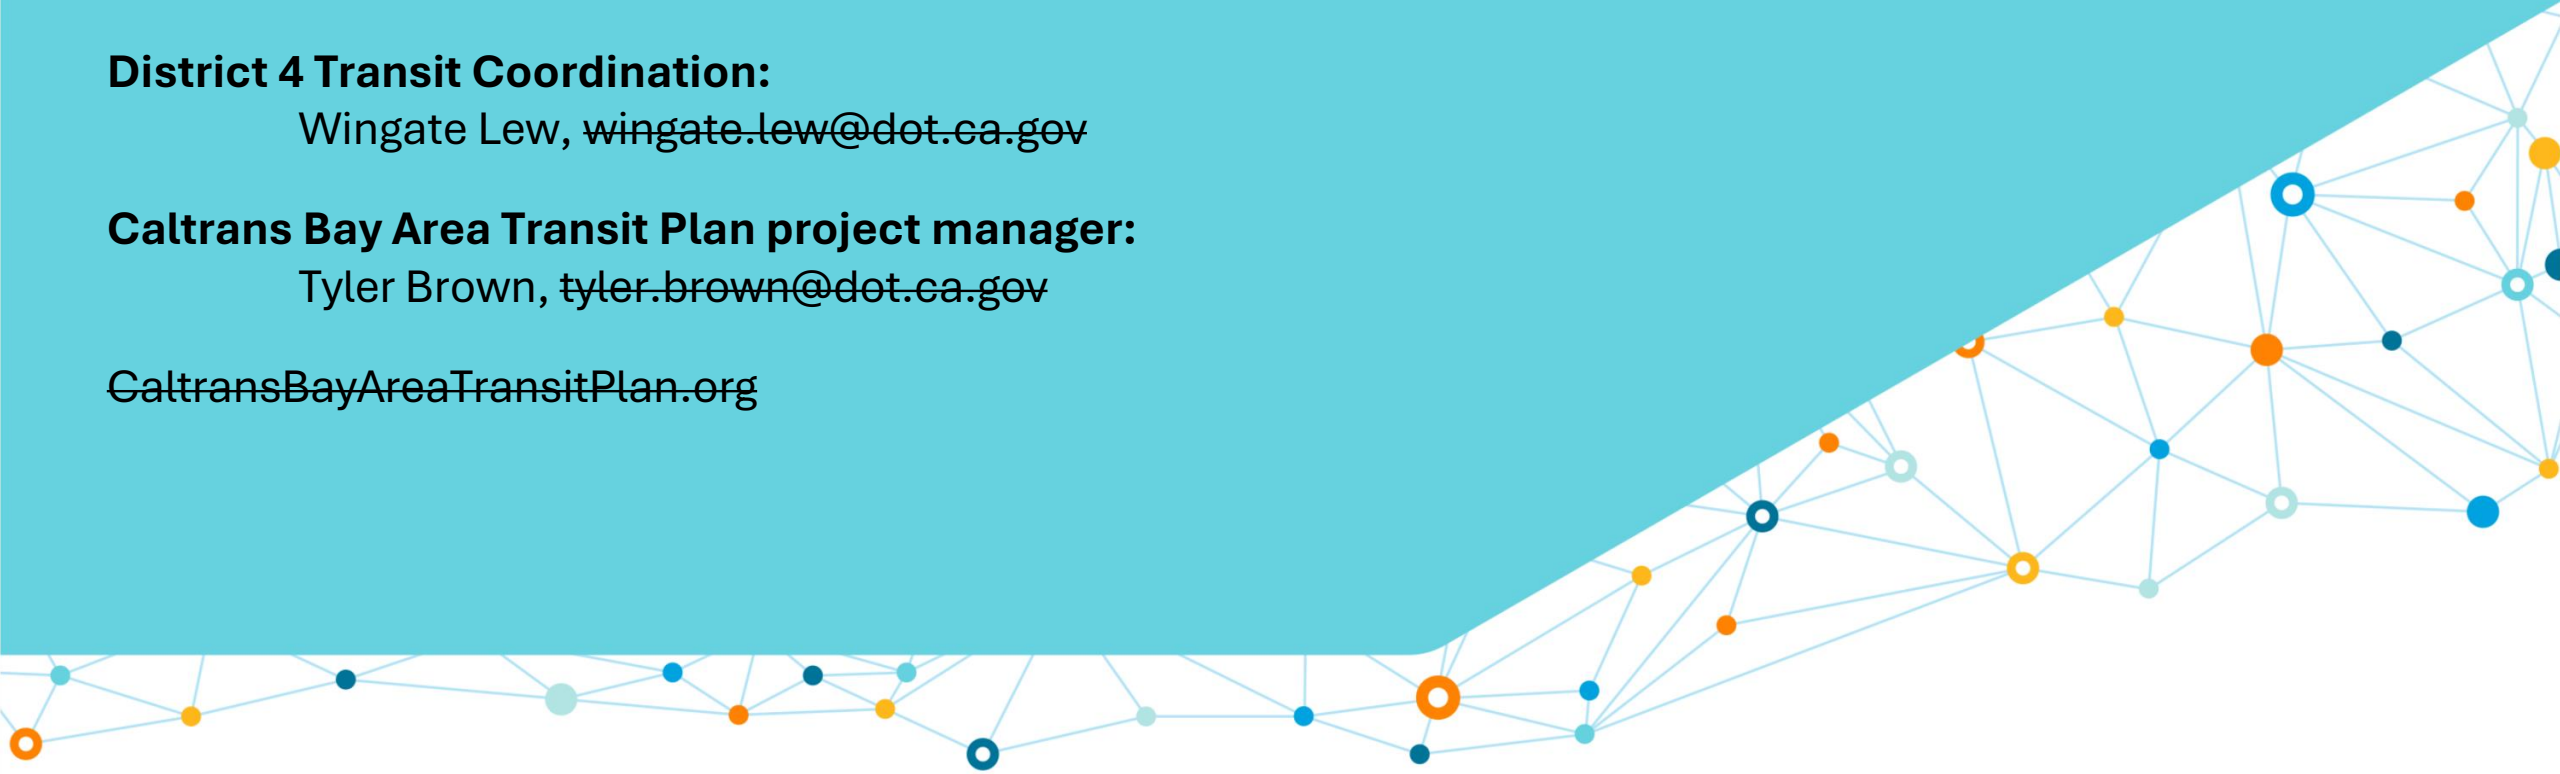 District 4 Transit Coordination:
Wingate Lew, wingate.lew@dot.ca.gov
Caltrans Bay Area Transit Plan project manager:
Tyler Brown, tyler.brown@dot.ca.gov
CaltransBayAreaTransitPlan.org